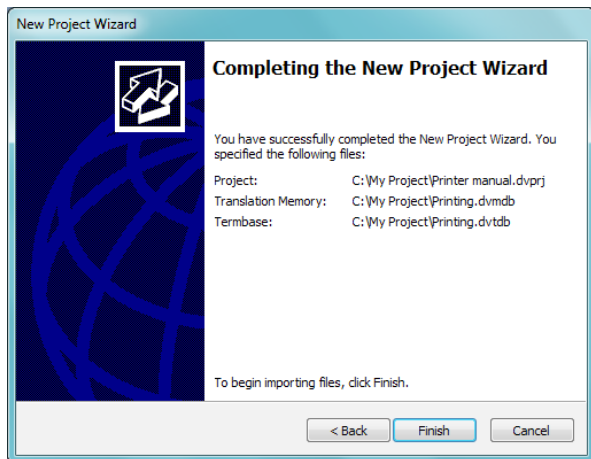 New Project Wizard
Completing the New Project Wizard
You have successfully completed the New Project Wizard. You
specified the following files:
Project: C:\My Project\Printer manual.dvprj
Translation Memory: C:\My Project\Printing.dvmdb
Termbase: C:\My Project\Printing.dvtdb
To begin importing files, click Finish.
< Back Finish Cancel